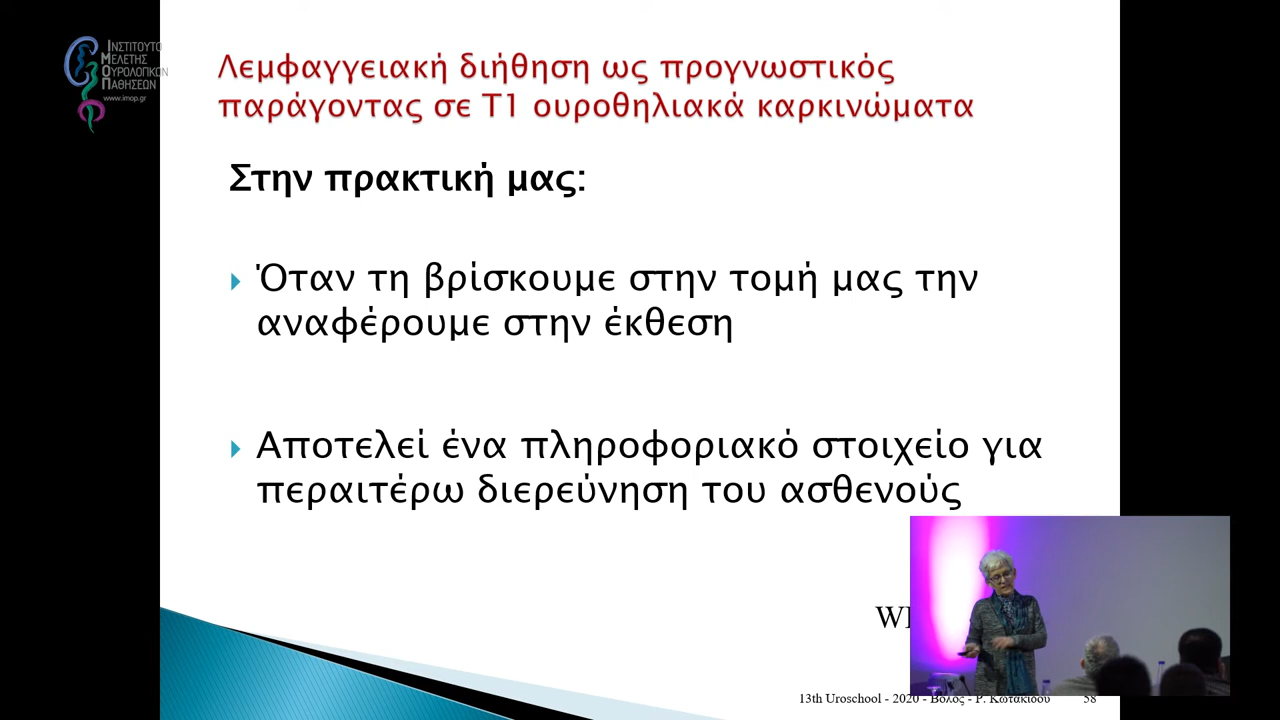 ΙΝΣΤΙΤΟΥΤΟ
ΜΕΛΕΤΗΣ
ΟΥΡΟΛΟΓΙΚΩΝ
ΠΑΘΗΣΕΩΝ
www.imop.gr
Λεμφαγγειακή διήθηση ως προγνωστικός
παράγοντας σε Τ1 ουροθηλιακά καρκινώματα
Στην πρακτική μας:
Όταν τη βρίσκουμε στην τομή μας την
αναφέρουμε στην έκθεση
Αποτελεί ένα πληροφοριακό στοιχείο για
περαιτέρω διερεύνηση του ασθενούς
13th Uroschool - 2020 - Βόλος - Ρ. Κωτακίδου
58